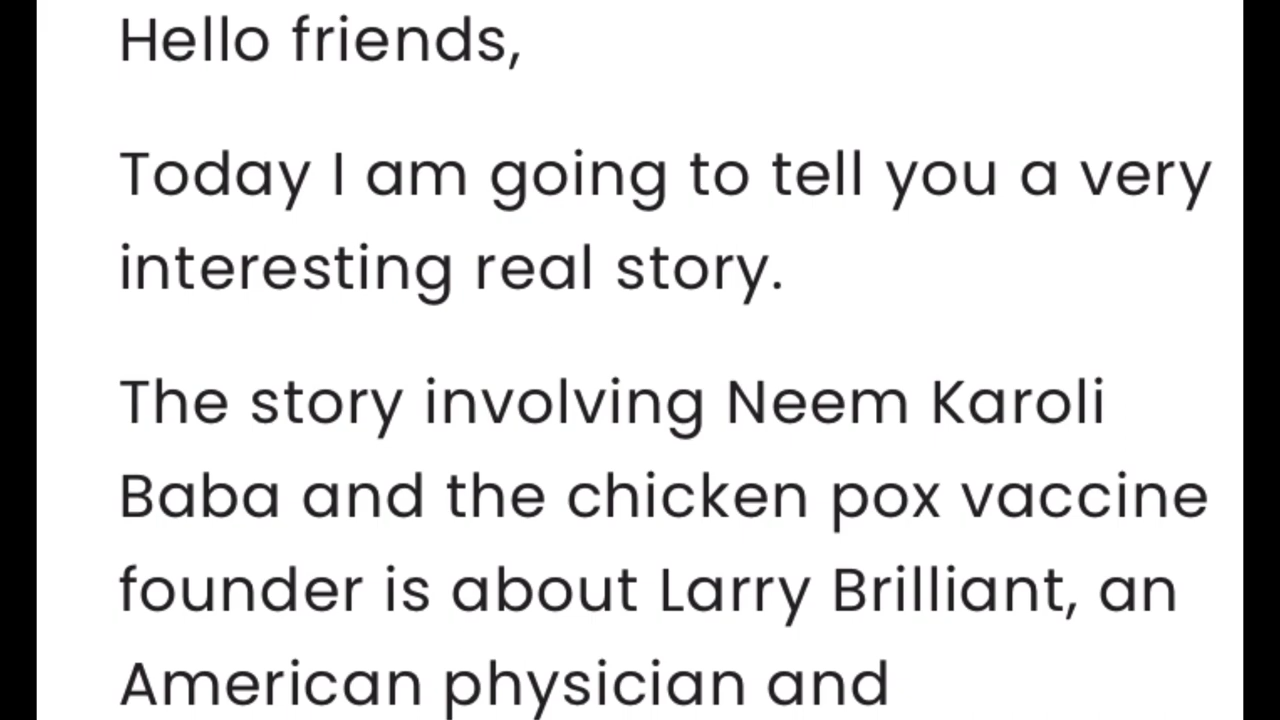 Hello friends,
Today I am going to tell you a very
interesting real story.
The story involving Neem Karoli
Baba and the chicken pox vaccine
founder is about Larry Brilliant, an
American physician and